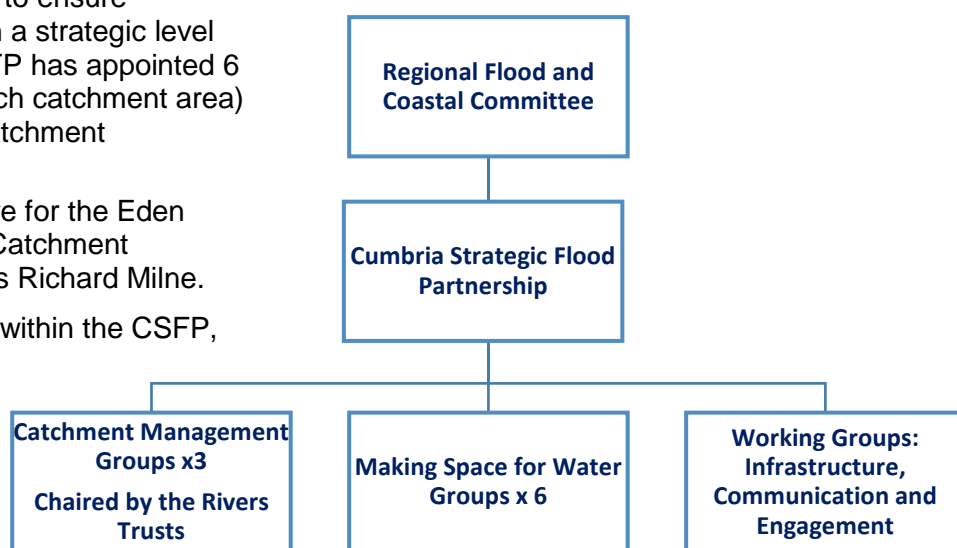 to ensure
a strategic level
TP has appointed 6
ch catchment area)
tchment
e for the Eden
Catchment
s Richard Milne.
within the CSFP,
Regional Flood and
Coastal Committee
Cumbria Strategic Flood
Partnership
Catchment Management
Groups x3
Chaired by the Rivers
Trusts
Making Space for Water
Groups x 6
Working Groups:
Infrastructure,
Communication and
Engagement